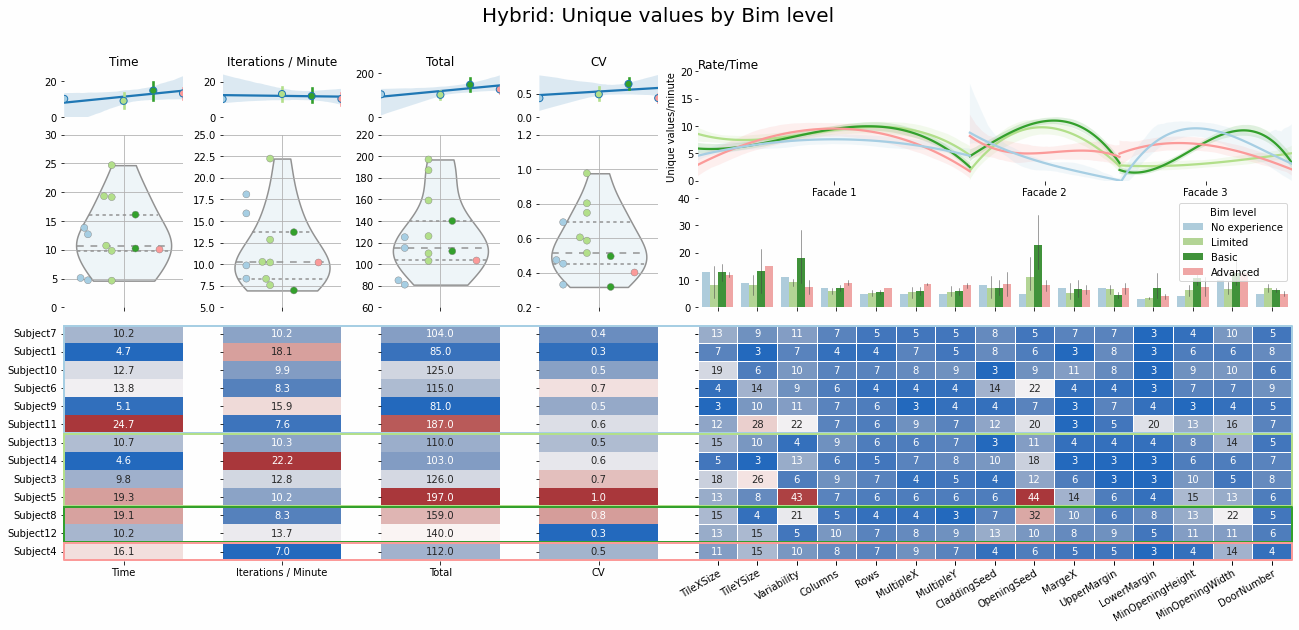 Hybrid: Unique values by Bim level
Time Iterations / Minute Total CV Rate/Time
20 0
20 0
200 0
0.5 0.0
20 15 10 5 0
Unique values/minute
Facade 1 Facade 2 Facade 3
30 25 20 15 10 5 0
25.0 22.5 20.0 17.5 15.0 12.5 10.0 7.5 5.0
220 200 180 160 140 120 100 80 60
1.2 1.0 0.8 0.6 0.4 0.2
40 30 20 10 0
Bim level
No experience
Limited
Basic
Advanced
Subject7 10.2 10.2 104.0 0.4 13 9 11 7 5 5 5 8 5 7 7 3 4 10 5
Subject1 4.7 18.1 85.0 0.3 7 3 7 4 4 7 5 8 6 3 8 3 6 6 8
Subject10 12.7 9.9 125.0 0.5 19 6 10 7 7 8 9 3 9 11 8 3 9 10 6
Subject6 13.8 8.3 115.0 0.7 4 14 9 6 4 4 4 14 22 4 4 3 7 7 9
Subject9 5.1 15.9 81.0 0.5 3 10 11 7 6 3 4 4 7 3 7 4 3 4 5
Subject11 24.7 7.6 187.0 0.6 12 28 22 7 6 9 7 12 20 3 5 20 13 16 7
Subject13 10.7 10.3 110.0 0.5 15 10 4 9 6 6 7 3 11 4 4 4 8 14 5
Subject14 4.6 22.2 103.0 0.6 5 3 13 6 5 7 8 10 18 3 3 3 6 6 7
Subject3 9.8 12.8 126.0 0.7 18 26 6 9 7 4 5 4 12 6 3 3 10 5 8
Subject5 19.3 10.2 197.0 1.0 13 8 43 7 6 6 6 6 44 14 6 4 15 13 6
Subject8 19.1 8.3 159.0 0.8 15 4 21 5 4 4 3 7 32 10 6 8 13 22 5
Subject12 10.2 13.7 140.0 0.3 12 15 5 10 7 8 9 13 10 8 9 5 11 11 6
Subject4 16.1 7.0 112.0 0.5 11 15 10 8 7 9 7 4 6 5 5 3 4 14 4
Time Iterations / Minute Total CV TileXSize TileYSize Variability Columns Rows MultipleX MultipleY CladdingSeed OpeningSeed MargeX UpperMargin LowerMargin MinOpeningHeight MinOpeningWidth DoorNumber